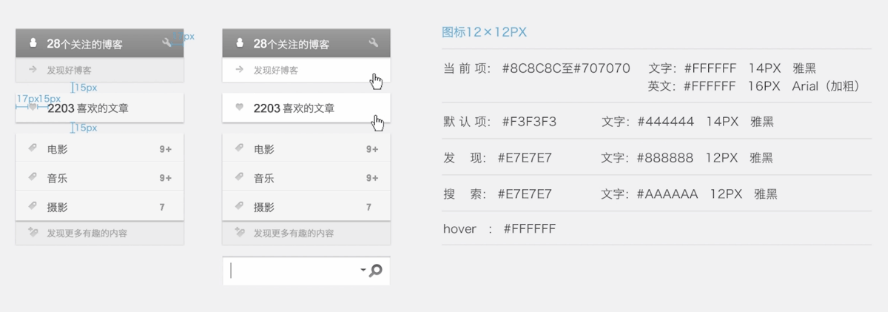 28个关注的博客
px
发现好博客
15px
17px15px
2203 喜欢的文章
15px
电影 9+
音乐 9+
摄影 7
发现更多有趣的内容
28个关注的博客
发现好博客
2203 喜欢的文章
电影 9+
音乐 9+
摄影 7
发现更多有趣的内容
图标12×12PX
当 前 项： #8C8C8C至#707070 文字：#FFFFFF 14PX 雅黑
英文：#FFFFFF 16PX Arial（加粗）
默 认 项：#F3F3F3 文字：#444444 14PX 雅黑
发 现：#E7E7E7 文字：#888888 12PX 雅黑
搜 索：#E7E7E7 文字：#AAAAAA 12PX 雅黑
hover ： #FFFFFF